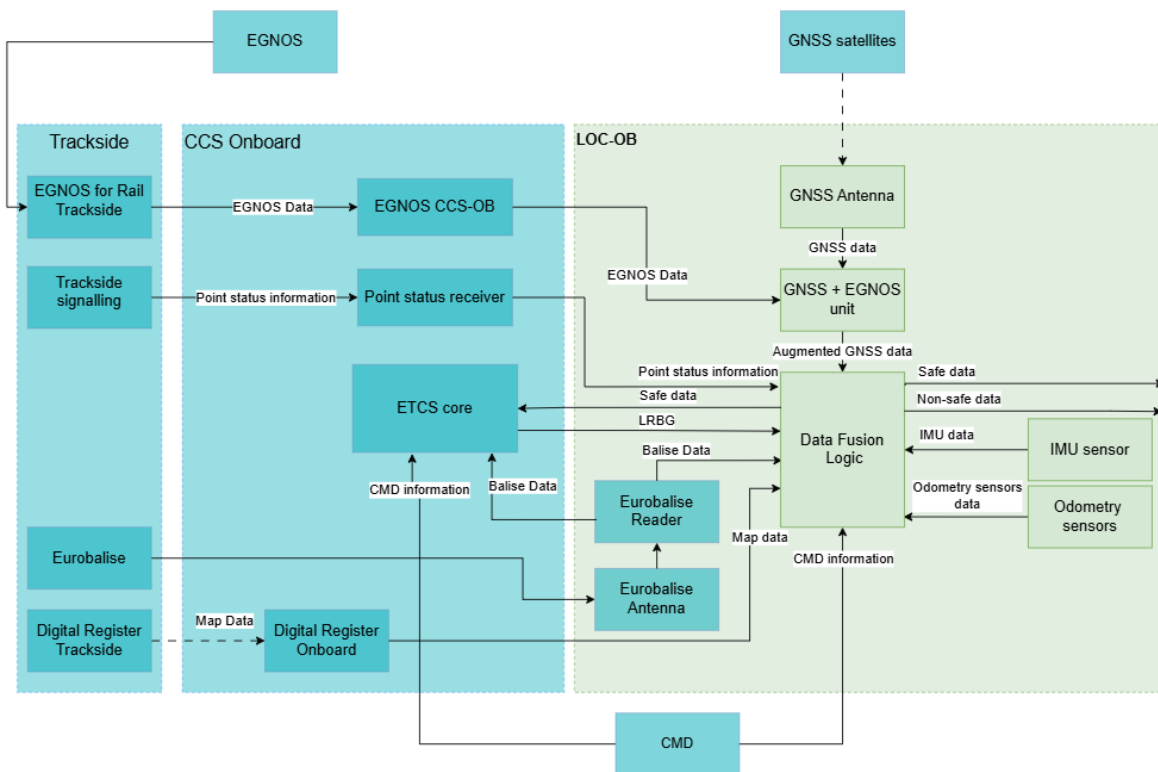 EGNOS
GNSS satellites
Trackside
CCS Onboard
LOC-OB
EGNOS for Rail
Trackside
EGNOS Data
EGNOS CCS-OB
GNSS Antenna
GNSS data
EGNOS Data
Trackside
signalling
Point status information
Point status receiver
GNSS + EGNOS
unit
Augmented GNSS data
Point status information
Safe data
Safe data
Non-safe data
ETCS core
LRBG
Data Fusion
Logic
IMU data
IMU sensor
Balise Data
CMD information
Balise Data
Eurobalise
Reader
Map data
Odometry sensors
data
Odometry
sensors
CMD information
Eurobalise
Eurobalise
Antenna
Digital Register
Trackside
Map Data
Digital Register
Onboard
CMD